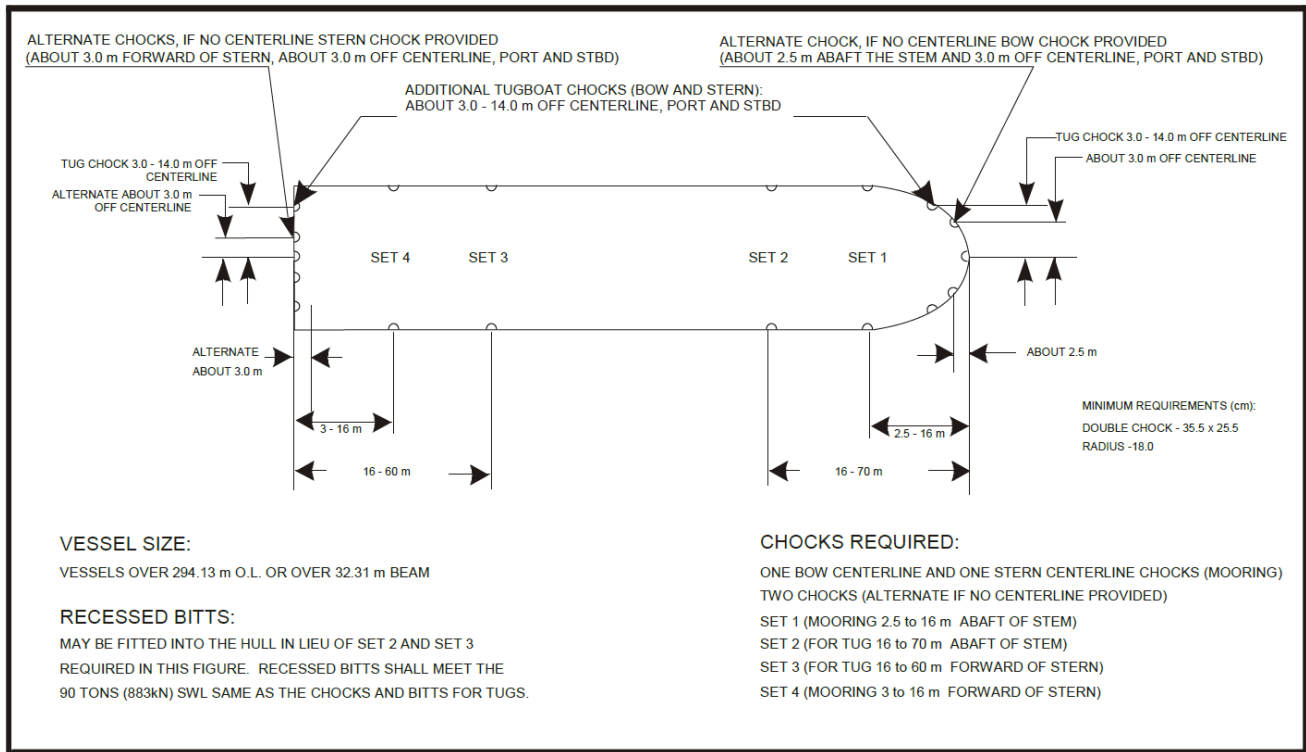 ALTERNATE CHOCKS, IF NO CENTERLINE STERN CHOCK PROVIDED
(ABOUT 3.0 m FORWARD OF STERN, ABOUT 3.0 m OFF CENTERLINE, PORT AND STBD)
ALTERNATE CHOCK, IF NO CENTERLINE BOW CHOCK PROVIDED
(ABOUT 2.5 m ABAFT THE STEM AND 3.0 m OFF CENTERLINE, PORT AND STBD)
ADDITIONAL TUGBOAT CHOCKS (BOW AND STERN):
ABOUT 3.0 - 14.0 m OFF CENTERLINE, PORT AND STBD
TUG CHOCK 3.0 - 14.0 m OFF
CENTERLINE
ALTERNATE ABOUT 3.0 m
OFF CENTERLINE
TUG CHOCK 3.0 - 14.0 m OFF CENTERLINE
ABOUT 3.0 m OFF CENTERLINE
SET 4
SET 3
SET 2
SET 1
ALTERNATE
ABOUT 3.0 m
ABOUT 2.5 m
3 - 16 m
2.5 - 16 m
16 - 60 m
16 - 70 m
MINIMUM REQUIREMENTS (cm):
DOUBLE CHOCK - 35.5 x 25.5
RADIUS -18.0
VESSEL SIZE:
VESSELS OVER 294.13 m O.L. OR OVER 32.31 m BEAM
RECESSED BITTS:
MAY BE FITTED INTO THE HULL IN LIEU OF SET 2 AND SET 3
REQUIRED IN THIS FIGURE. RECESSED BITTS SHALL MEET THE
90 TONS (883kN) SWL SAME AS THE CHOCKS AND BITTS FOR TUGS.
CHOCKS REQUIRED:
ONE BOW CENTERLINE AND ONE STERN CENTERLINE CHOCKS (MOORING)
TWO CHOCKS (ALTERNATE IF NO CENTERLINE PROVIDED)
SET 1 (MOORING 2.5 to 16 m ABAFT OF STEM)
SET 2 (FOR TUG 16 to 70 m ABAFT OF STEM)
SET 3 (FOR TUG 16 to 60 m FORWARD OF STERN)
SET 4 (MOORING 3 to 16 m FORWARD OF STERN)